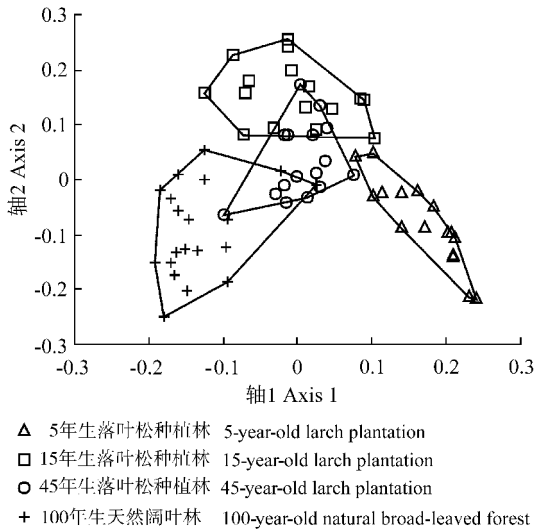 0.3
0.2
0.1
0
-0.1
-0.2
-0.3
轴2 Axis 2
-0.3 -0.2 -0.1 0 0.1 0.2 0.3
轴1 Axis 1
5年生落叶松种植林 5-year-old larch plantation
15年生落叶松种植林 15-year-old larch plantation
45年生落叶松种植林 45-year-old larch plantation
100年生天然阔叶林 100-year-old natural broad-leaved forest